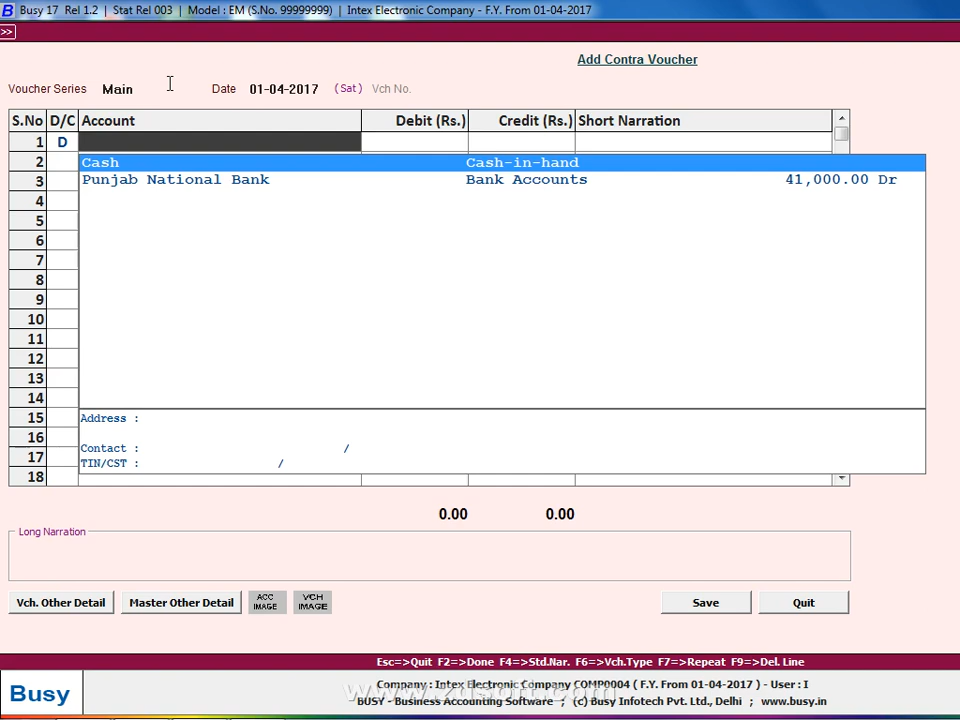 Busy 17 Rel 1.2 | Stat Rel 003 | Model : EM (S.No. 99999999) | Intex Electronic Company - F.Y. From 01-04-2017
>>
Add Contra Voucher
Voucher Series Main Date 01-04-2017 (Sat) Vch No.
S.No D/C Account Debit (Rs.) Credit (Rs.) Short Narration
1 D
2 Cash Cash-in-hand
3 Punjab National Bank Bank Accounts 41,000.00 Dr
4
5
6
7
8
9
10
11
12
13
14
15 Address :
16
Contact : /
17 TIN/CST : /
18
0.00 0.00
Long Narration
Vch. Other Detail Master Other Detail ACC IMAGE VCH IMAGE Save Quit
Esc=>Quit F2=>Done F4=>Std.Nar. F6=>Vch.Type F7=>Repeat F9=>Del. Line
Busy
Company : Intex Electronic Company COMP0004 ( F.Y. From 01-04-2017 ) - User : I
www.zdsoft.com
BUSY - Business Accounting Software ; (c) Busy Infotech Pvt. Ltd., Delhi ; www.busy.in